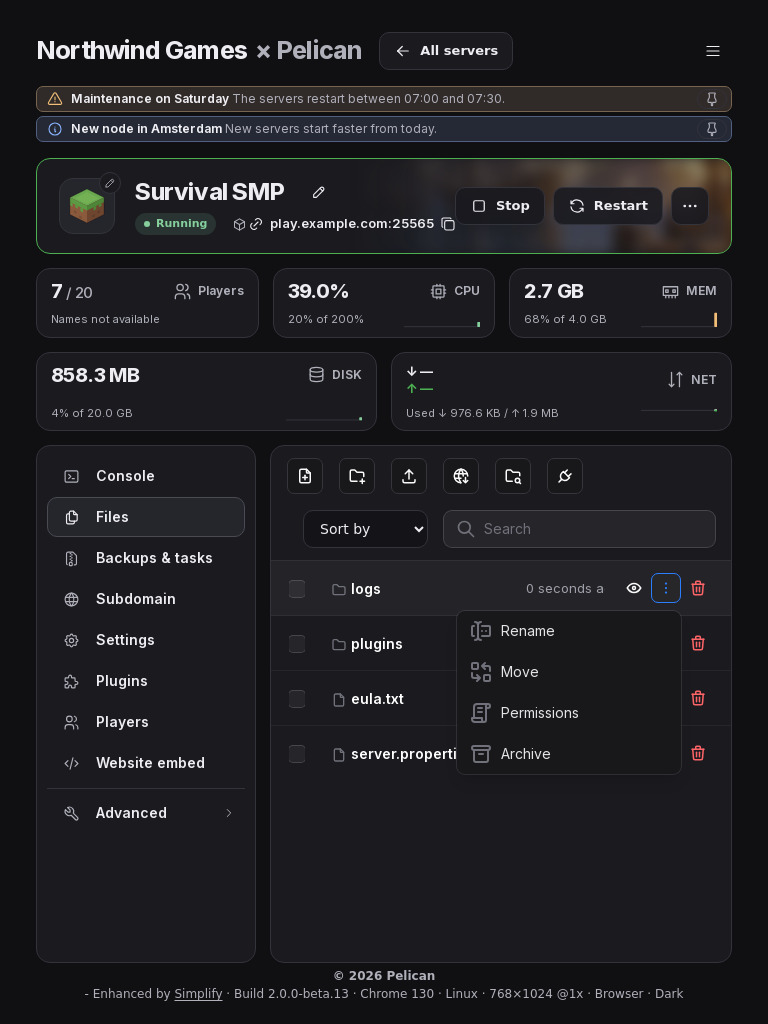 Northwind Games × Pelican
All servers
Maintenance on Saturday The servers restart between 07:00 and 07:30.
New node in Amsterdam New servers start faster from today.
Survival SMP
Running
play.example.com:25565
Stop
Restart
7 / 20
Players
Names not available
39.0%
CPU
20% of 200%
2.7 GB
MEM
68% of 4.0 GB
858.3 MB
DISK
4% of 20.0 GB
↓ —
↑ —
NET
Used ↓ 976.6 KB / ↑ 1.9 MB
Console
Files
Backups & tasks
Subdomain
Settings
Plugins
Players
Website embed
Advanced
Sort by
Search
logs
0 seconds a
plugins
eula.txt
server.properti
Rename
Move
Permissions
Archive
© 2026 Pelican
- Enhanced by Simplify · Build 2.0.0-beta.13 · Chrome 130 · Linux · 768×1024 @1x · Browser · Dark